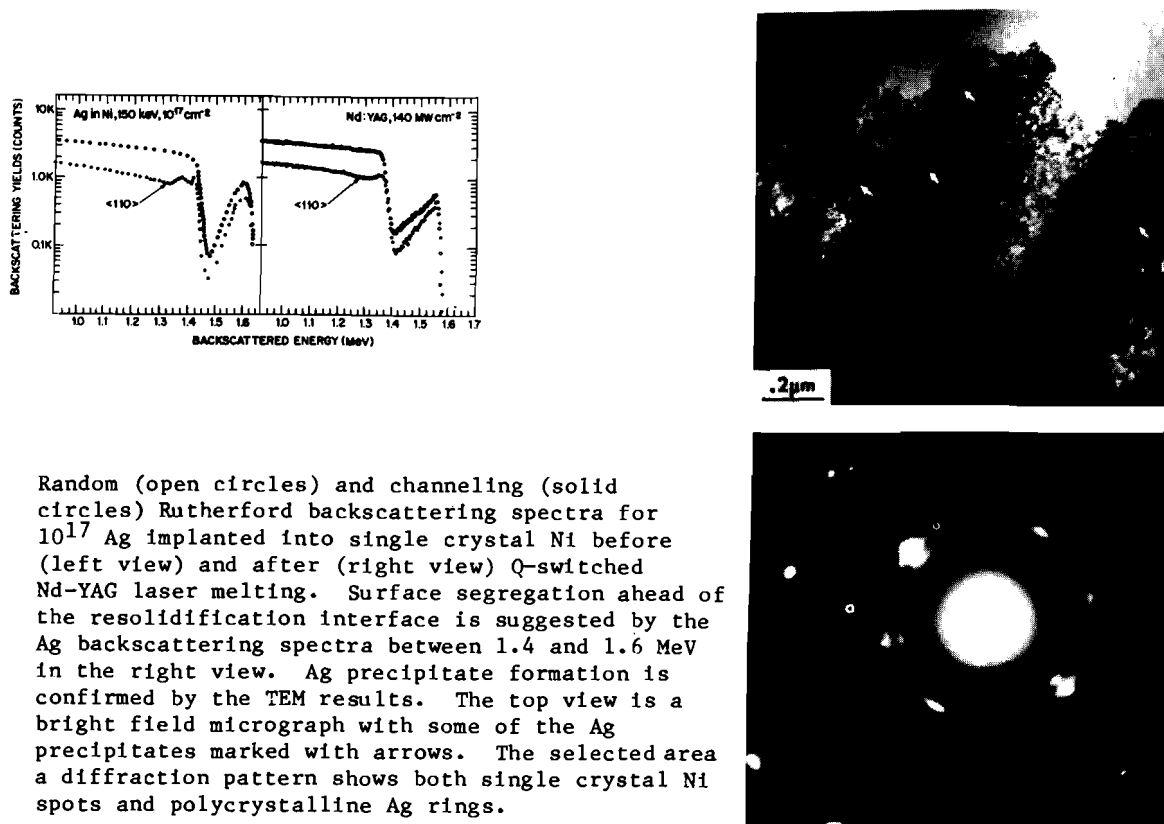 Ag in Ni, 150 keV, 10¹⁷ cm⁻²
Nd:YAG, 140 MW cm⁻²
10K
1.0K
0.1K
<110>
<110>
BACKSCATTERING YIELDS (COUNTS)
1.0 1.1 1.2 1.3 1.4 1.5 1.6 1.0 1.1 1.2 1.3 1.4 1.5 1.6 1.7
BACKSCATTERED ENERGY (MeV)
.2µm
Random (open circles) and channeling (solid
circles) Rutherford backscattering spectra for
10¹⁷ Ag implanted into single crystal Ni before
(left view) and after (right view) Q-switched
Nd-YAG laser melting. Surface segregation ahead of
the resolidification interface is suggested by the
Ag backscattering spectra between 1.4 and 1.6 MeV
in the right view. Ag precipitate formation is
confirmed by the TEM results. The top view is a
bright field micrograph with some of the Ag
precipitates marked with arrows. The selected area
a diffraction pattern shows both single crystal Ni
spots and polycrystalline Ag rings.